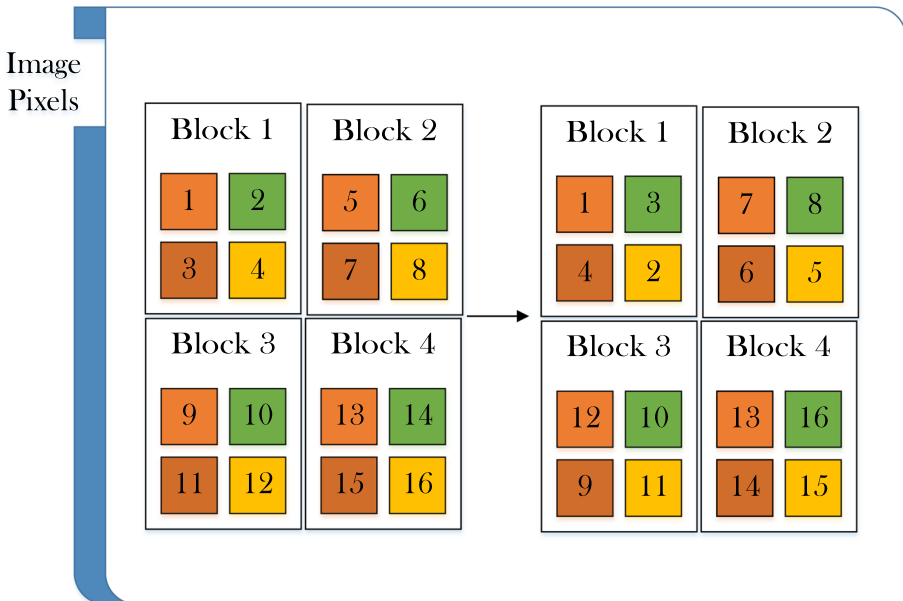 Image
Pixels
Block 1
1 2
3 4
Block 2
5 6
7 8
Block 3
9 10
11 12
Block 4
13 14
15 16
Block 1
1 3
4 2
Block 2
7 8
6 5
Block 3
12 10
9 11
Block 4
13 16
14 15